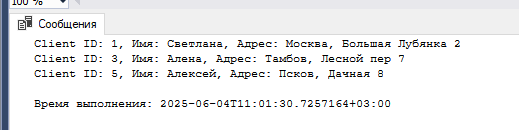 100 %
Сообщения
Client ID: 1, Имя: Светлана, Адрес: Москва, Большая Лубянка 2
Client ID: 3, Имя: Алена, Адрес: Тамбов, Лесной пер 7
Client ID: 5, Имя: Алексей, Адрес: Псков, Дачная 8
Время выполнения: 2025-06-04T11:01:30.7257164+03:00